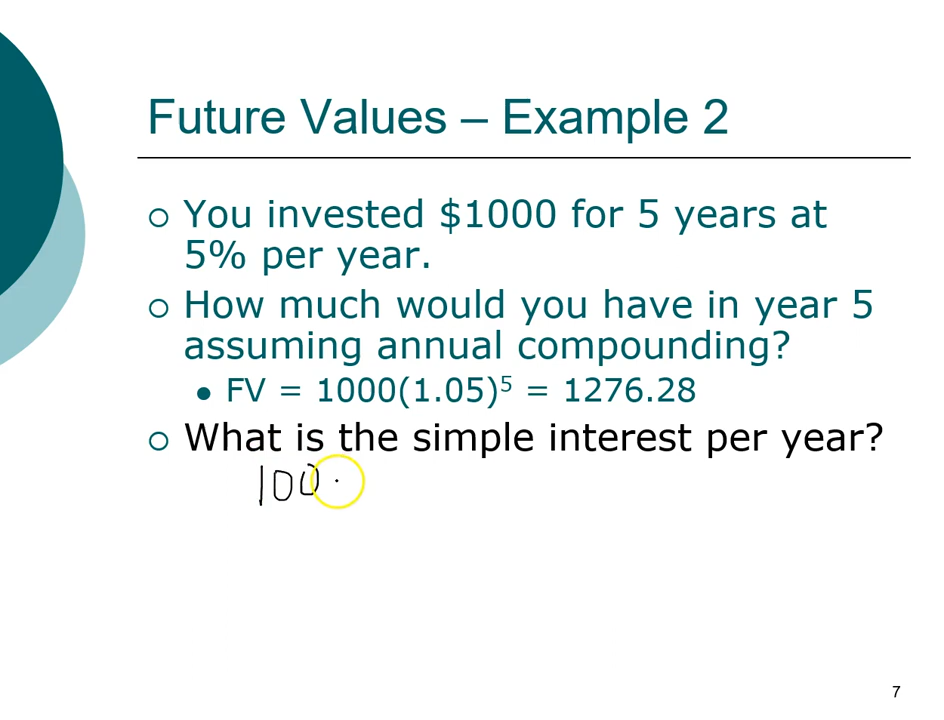 Future Values – Example 2
○ You invested $1000 for 5 years at
5% per year.
○ How much would you have in year 5
assuming annual compounding?
● FV = 1000(1.05)⁵ = 1276.28
○ What is the simple interest per year?
100
7